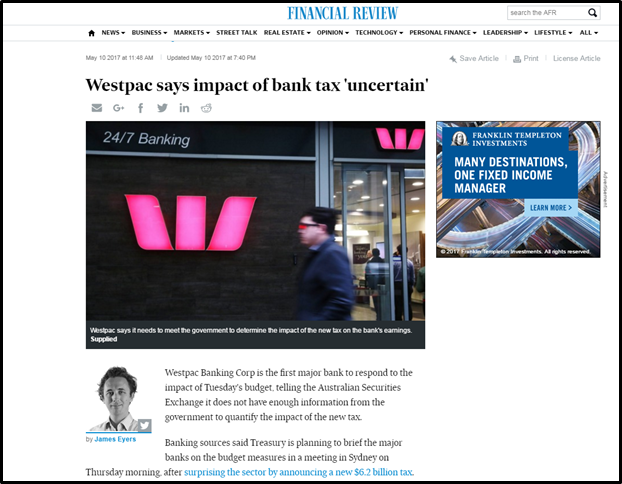 FINANCIAL REVIEW
search the AFR
NEWS BUSINESS MARKETS STREET TALK REAL ESTATE OPINION TECHNOLOGY PERSONAL FINANCE LEADERSHIP LIFESTYLE ALL
May 10 2017 at 11:48 AM Updated May 10 2017 at 7:40 PM
Save Article Print License Article
Westpac says impact of bank tax 'uncertain'
24/7 Banking
FRANKLIN TEMPLETON
INVESTMENTS
MANY DESTINATIONS,
ONE FIXED INCOME
MANAGER
LEARN MORE >
© 2017 Franklin Templeton Investments. All rights reserved.
Advertisement
Westpac says it needs to meet the government to determine the impact of the new tax on the bank's earnings.
Supplied
by James Eyers
Westpac Banking Corp is the first major bank to respond to the
impact of Tuesday's budget, telling the Australian Securities
Exchange it does not have enough information from the
government to quantify the impact of the new tax.
Banking sources said Treasury is planning to brief the major
banks on the budget measures in a meeting in Sydney on
Thursday morning, after surprising the sector by announcing a new $6.2 billion tax.